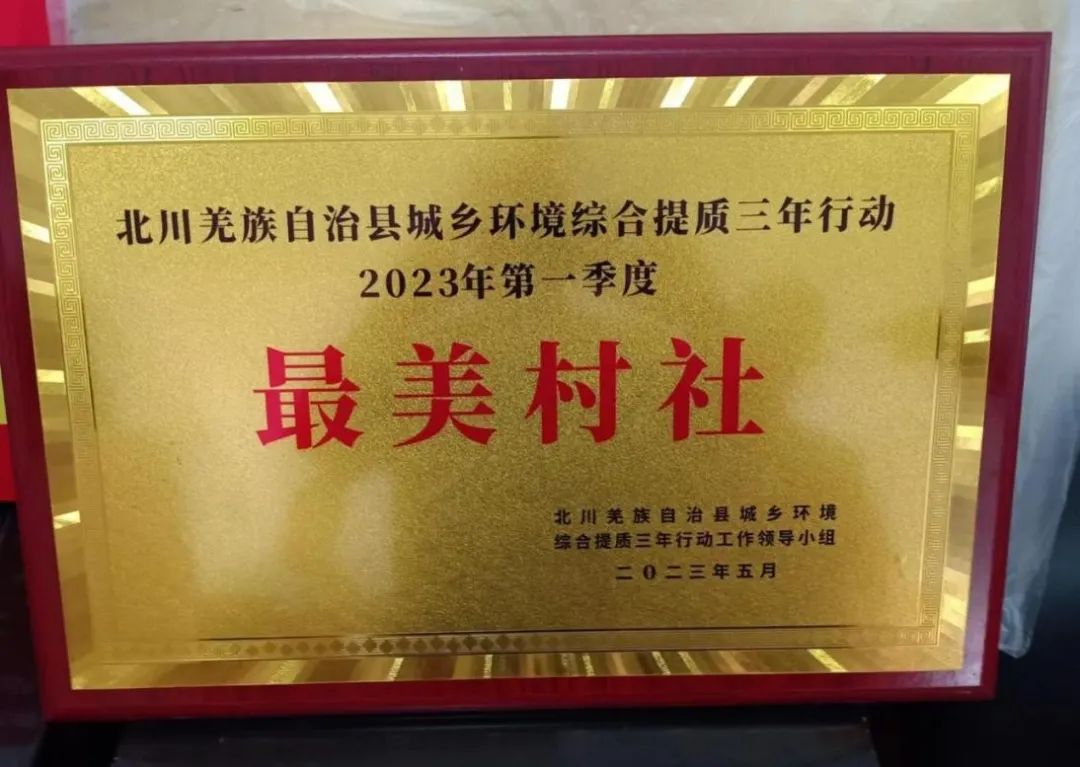 北川羌族自治县城乡环境综合提质三年行动
2023年第一季度
最美村社
北川羌族自治县城乡环境
综合提质三年行动工作领导小组
二0二三年五月